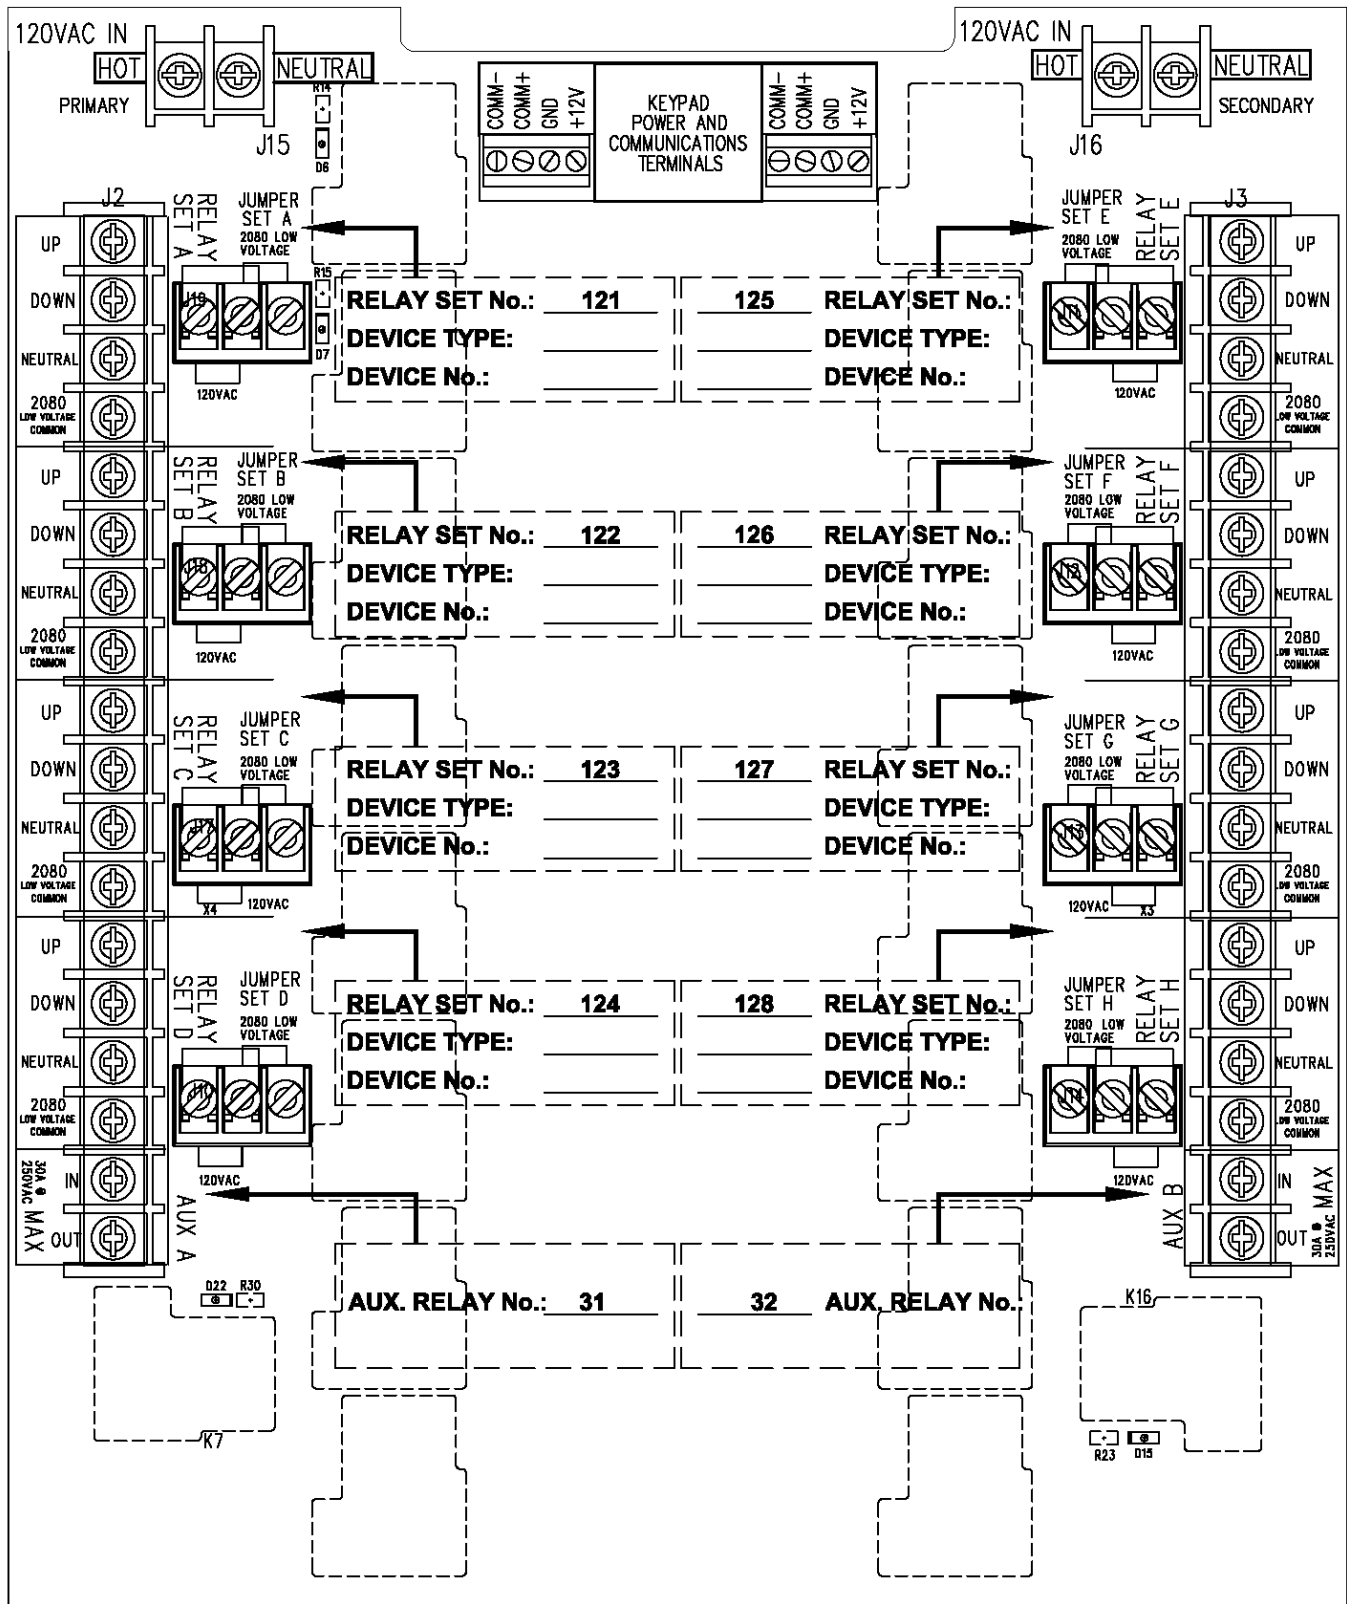 120VAC IN
HOT
NEUTRAL
PRIMARY
J15
R14
D6
COMM-
COMM+
GND
+12V
KEYPAD
POWER AND
COMMUNICATIONS
TERMINALS
COMM-
COMM+
GND
+12V
120VAC IN
HOT
NEUTRAL
SECONDARY
J16
J2
UP
DOWN
NEUTRAL
2080
LOW VOLTAGE
COMMON
RELAY
SET A
JUMPER
SET A
2080 LOW
VOLTAGE
J19
120VAC
R15
D7
RELAY SET No.: 121
DEVICE TYPE:
DEVICE No.:
125 RELAY SET No.:
DEVICE TYPE:
DEVICE No.:
JUMPER
SET E
2080 LOW
VOLTAGE
RELAY
SET E
J11
120VAC
J3
UP
DOWN
NEUTRAL
2080
LOW VOLTAGE
COMMON
UP
DOWN
NEUTRAL
2080
LOW VOLTAGE
COMMON
RELAY
SET B
JUMPER
SET B
2080 LOW
VOLTAGE
J18
120VAC
RELAY SET No.: 122
DEVICE TYPE:
DEVICE No.:
126 RELAY SET No.:
DEVICE TYPE:
DEVICE No.:
JUMPER
SET F
2080 LOW
VOLTAGE
RELAY
SET F
J12
120VAC
UP
DOWN
NEUTRAL
2080
LOW VOLTAGE
COMMON
UP
DOWN
NEUTRAL
2080
LOW VOLTAGE
COMMON
RELAY
SET C
JUMPER
SET C
2080 LOW
VOLTAGE
J17
X4
120VAC
RELAY SET No.: 123
DEVICE TYPE:
DEVICE No.:
127 RELAY SET No.:
DEVICE TYPE:
DEVICE No.:
JUMPER
SET G
2080 LOW
VOLTAGE
RELAY
SET G
J13
120VAC
X3
UP
DOWN
NEUTRAL
2080
LOW VOLTAGE
COMMON
UP
DOWN
NEUTRAL
2080
LOW VOLTAGE
COMMON
RELAY
SET D
JUMPER
SET D
2080 LOW
VOLTAGE
J10
120VAC
RELAY SET No.: 124
DEVICE TYPE:
DEVICE No.:
128 RELAY SET No.:
DEVICE TYPE:
DEVICE No.:
JUMPER
SET H
2080 LOW
VOLTAGE
RELAY
SET H
J14
120VAC
UP
DOWN
NEUTRAL
2080
LOW VOLTAGE
COMMON
IN
OUT
30A @
250VAC MAX
AUX A
AUX. RELAY No.: 31
32 AUX. RELAY No.:
AUX B
IN
OUT
30A @
250VAC MAX
D22 R30
K7
K16
R23 D15